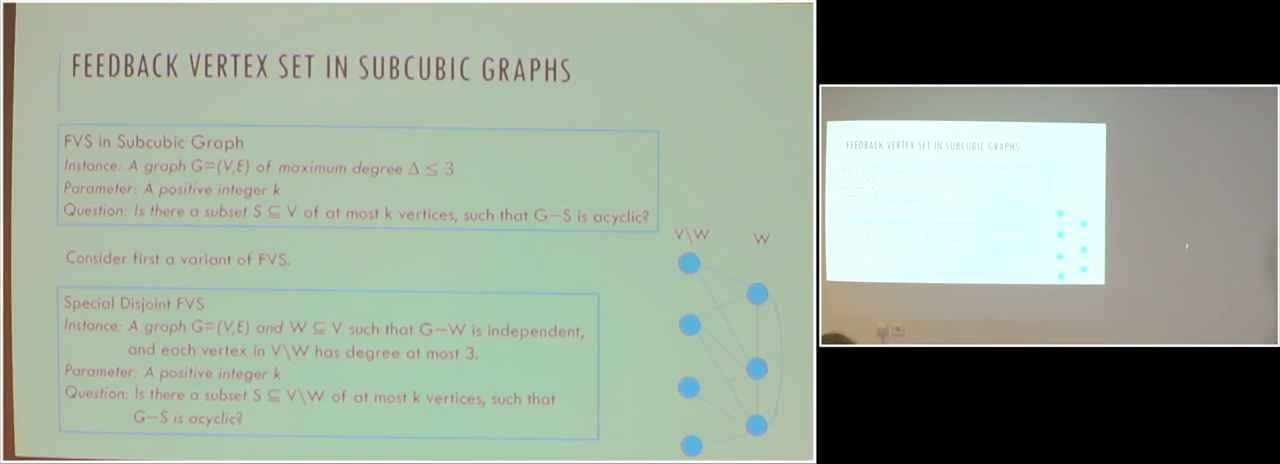 FEEDBACK VERTEX SET IN SUBCUBIC GRAPHS
FVS in Subcubic Graph
Instance: A graph G=(V,E) of maximum degree Δ ≤ 3
Parameter: A positive integer k
Question: Is there a subset S ⊆ V of at most k vertices, such that G−S is acyclic?
V\W W
Consider first a variant of FVS.
Special Disjoint FVS
Instance: A graph G=(V,E) and W ⊆ V such that G−W is independent,
and each vertex in V\W has degree at most 3.
Parameter: A positive integer k
Question: Is there a subset S ⊆ V\W of at most k vertices, such that
G−S is acyclic?
FEEDBACK VERTEX SET IN SUBCUBIC GRAPHS